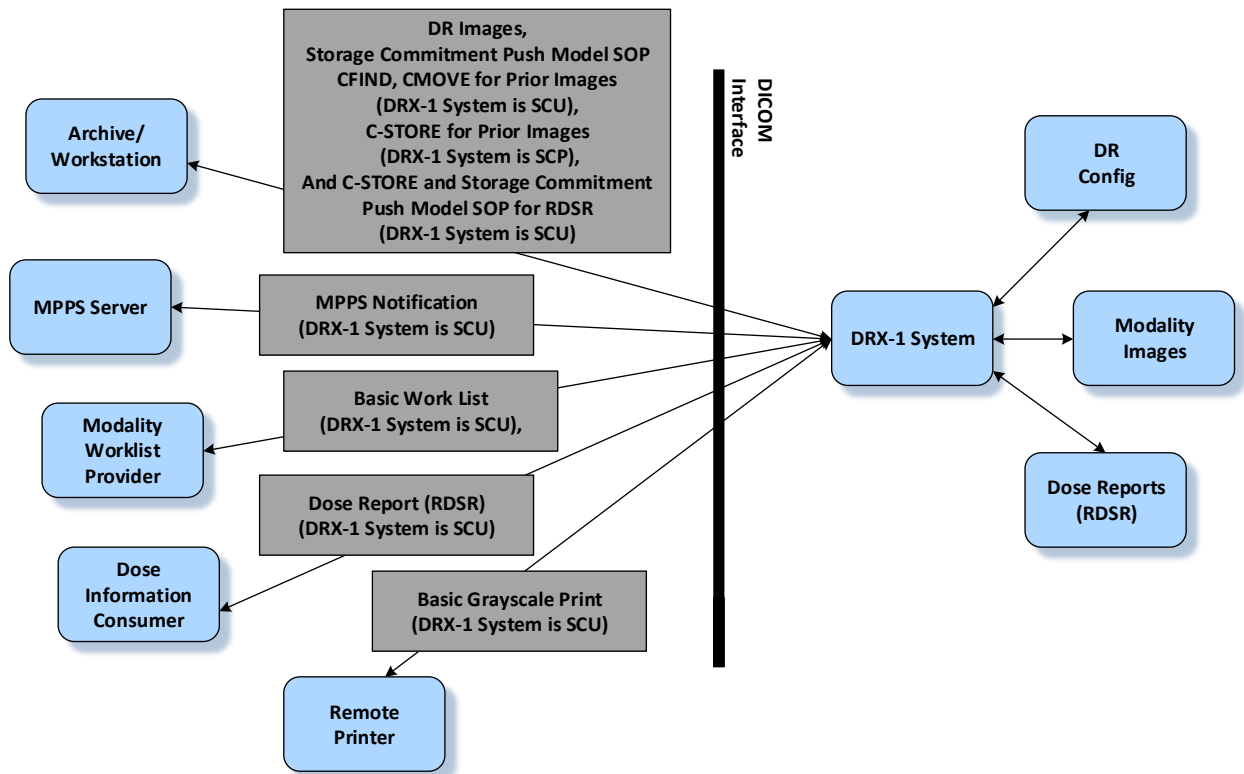 DR Images,
Storage Commitment Push Model SOP
CFIND, CMOVE for Prior Images
(DRX-1 System is SCU),
C-STORE for Prior Images
(DRX-1 System is SCP),
And C-STORE and Storage Commitment
Push Model SOP for RDSR
(DRX-1 System is SCU)
Archive/
Workstation
DICOM
Interface
DR
Config
MPPS Server
MPPS Notification
(DRX-1 System is SCU)
DRX-1 System
Modality
Images
Basic Work List
(DRX-1 System is SCU),
Modality
Worklist
Provider
Dose Report (RDSR)
(DRX-1 System is SCU)
Dose Reports
(RDSR)
Dose
Information
Consumer
Basic Grayscale Print
(DRX-1 System is SCU)
Remote
Printer